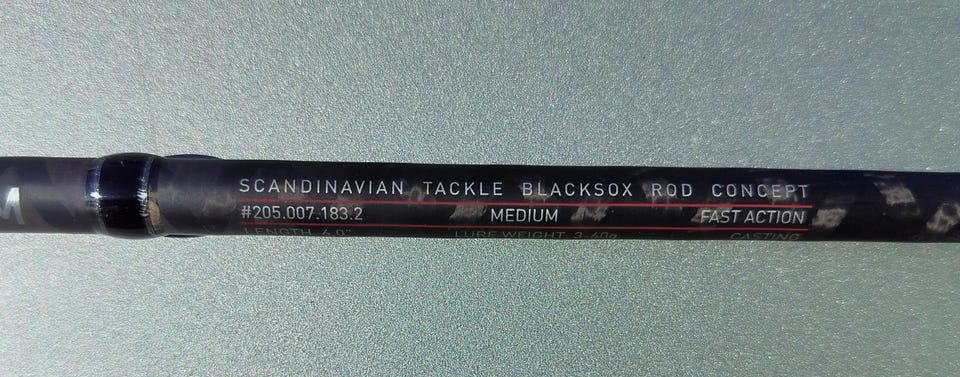 SCANDINAVIAN TACKLE BLACKSOX ROD CONCEPT
#205.007.183.2 MEDIUM FAST ACTION
LENGTH 6.0" LURE WEIGHT 3-60g CASTING
M